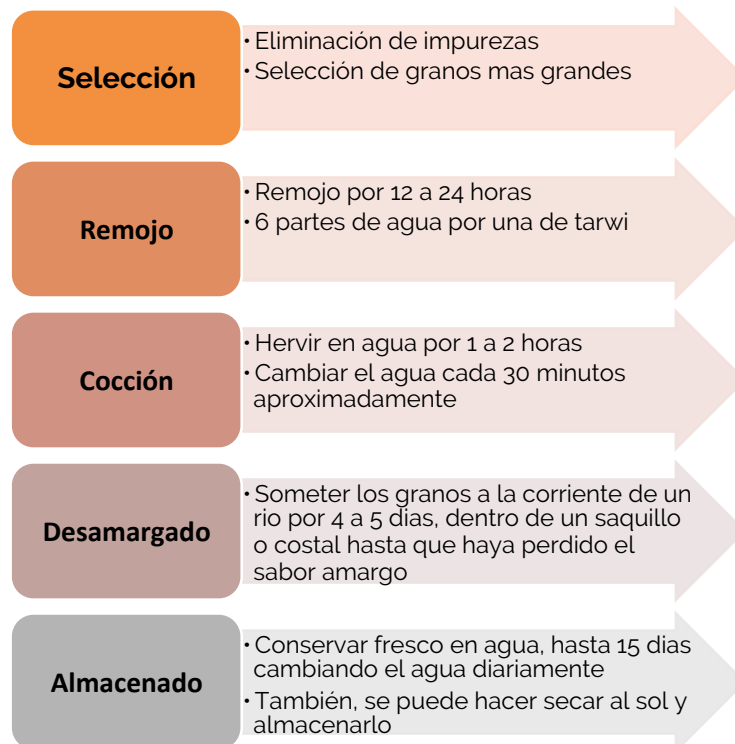 Selección
• Eliminación de impurezas
• Selección de granos mas grandes
Remojo
• Remojo por 12 a 24 horas
• 6 partes de agua por una de tarwi
Cocción
• Hervir en agua por 1 a 2 horas
• Cambiar el agua cada 30 minutos
aproximadamente
Desamargado
• Someter los granos a la corriente de un
rio por 4 a 5 dias, dentro de un saquillo
o costal hasta que haya perdido el
sabor amargo
Almacenado
• Conservar fresco en agua, hasta 15 dias
cambiando el agua diariamente
• También, se puede hacer secar al sol y
almacenarlo